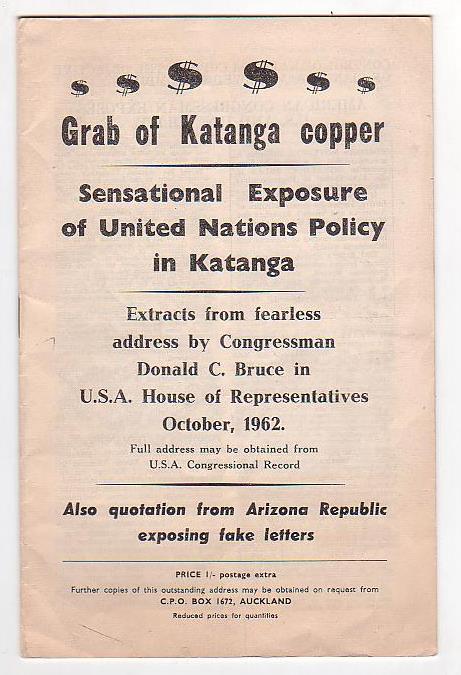 $ $ $ $ $ $
Grab of Katanga copper
Sensational Exposure
of United Nations Policy
in Katanga
Extracts from fearless
address by Congressman
Donald C. Bruce in
U.S.A. House of Representatives
October, 1962.
Full address may be obtained from
U.S.A. Congressional Record
Also quotation from Arizona Republic
exposing fake letters
PRICE 1/- postage extra
Further copies of this outstanding address may be obtained on request from
C.P.O. BOX 1672, AUCKLAND
Reduced prices for quantities